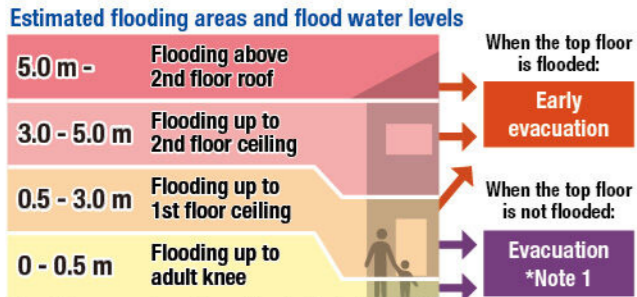 Estimated flooding areas and flood water levels
5.0 m -
Flooding above
2nd floor roof
3.0 - 5.0 m
Flooding up to
2nd floor ceiling
0.5 - 3.0 m
Flooding up to
1st floor ceiling
0 - 0.5 m
Flooding up to
adult knee
When the top floor
is flooded:
Early
evacuation
When the top floor
is not flooded:
Evacuation
*Note 1